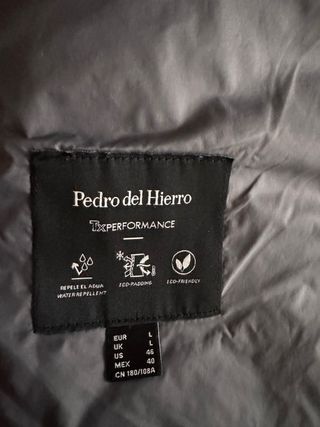 Pedro del Hierro
TxPERFORMANCE
REPELE EL AGUA
WATER REPELLENT
ECO-PADDING
ECO-FRIENDLY
EUR L
UK L
US 46
MEX 40
CN 180/108A